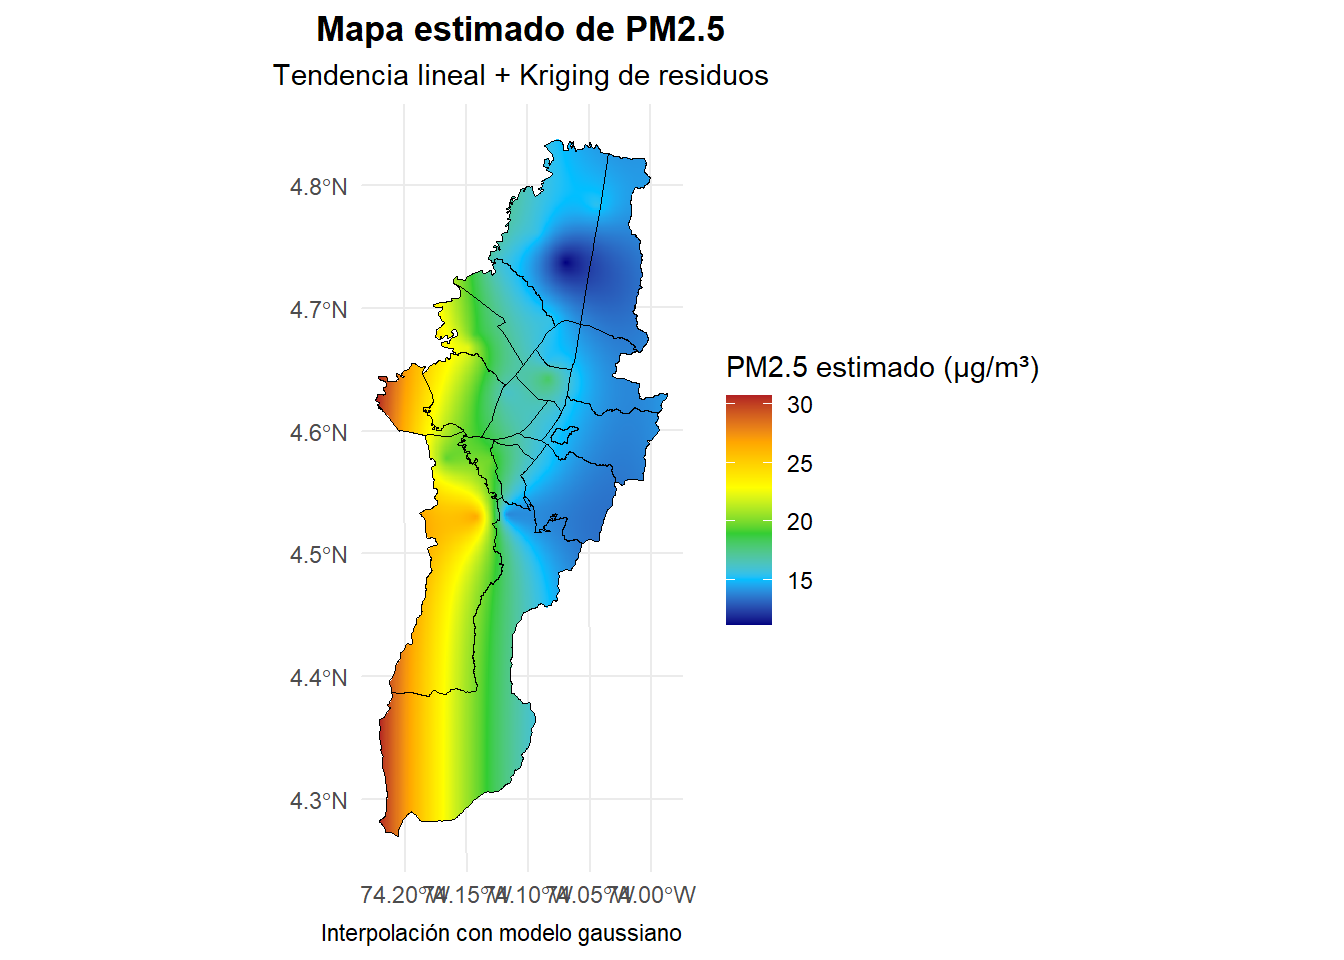 Mapa estimado de PM2.5
Tendencia lineal + Kriging de residuos
4.8°N
4.7°N
4.6°N
4.5°N
4.4°N
4.3°N
74.20°W 74.15°W 74.10°W 74.05°W 74.00°W
Interpolación con modelo gaussiano
PM2.5 estimado (µg/m³)
30
25
20
15